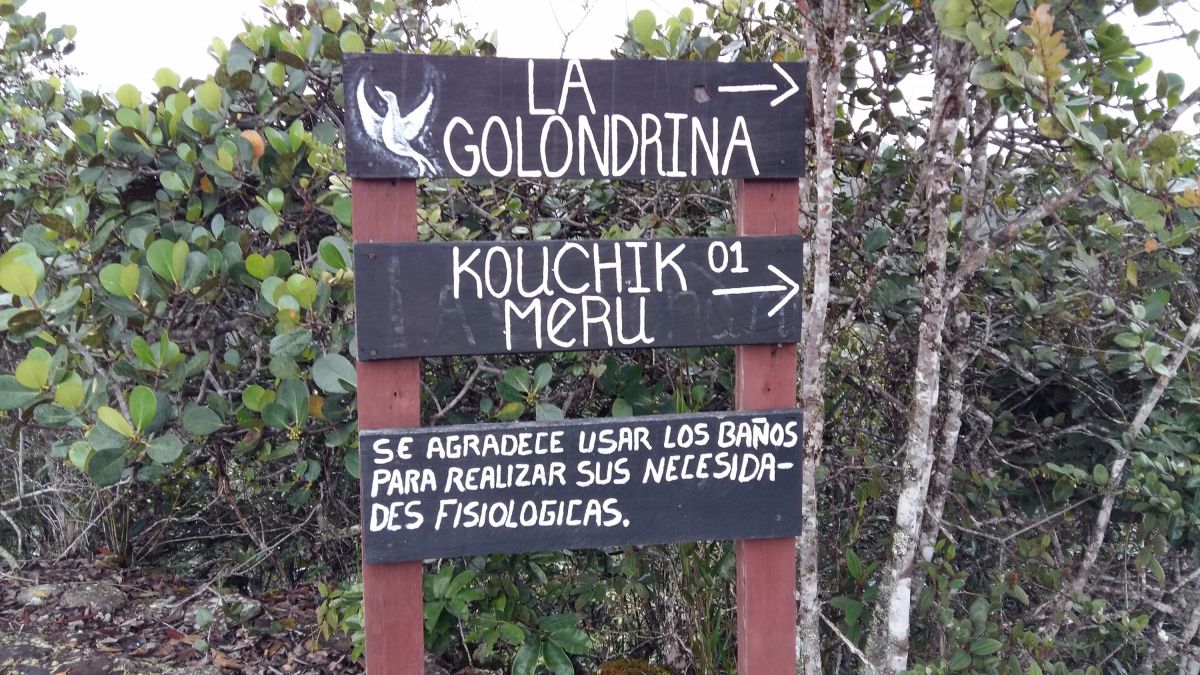 LA
GOLONDRINA
KOUCHIK 01
MERU
SE AGRADECE USAR LOS BAÑOS
PARA REALIZAR SUS NECESIDA-
DES FISIOLOGICAS.